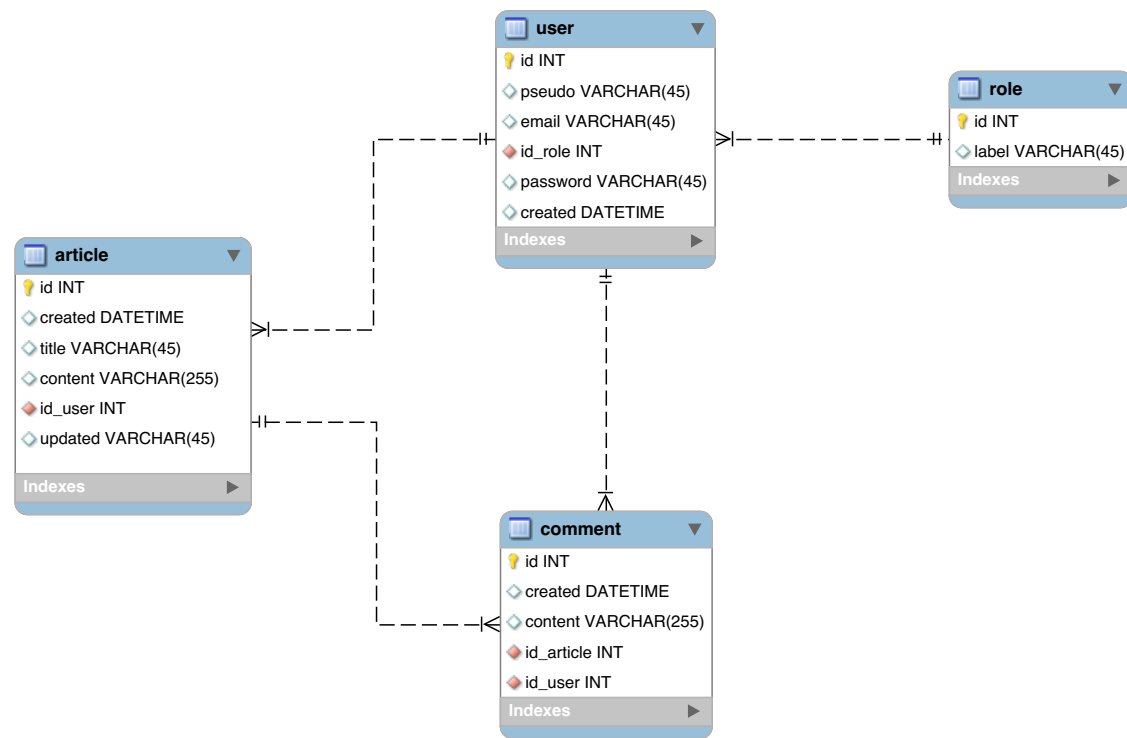 user
id INT
pseudo VARCHAR(45)
email VARCHAR(45)
id_role INT
password VARCHAR(45)
created DATETIME
Indexes
role
id INT
label VARCHAR(45)
Indexes
article
id INT
created DATETIME
title VARCHAR(45)
content VARCHAR(255)
id_user INT
updated VARCHAR(45)
Indexes
comment
id INT
created DATETIME
content VARCHAR(255)
id_article INT
id_user INT
Indexes